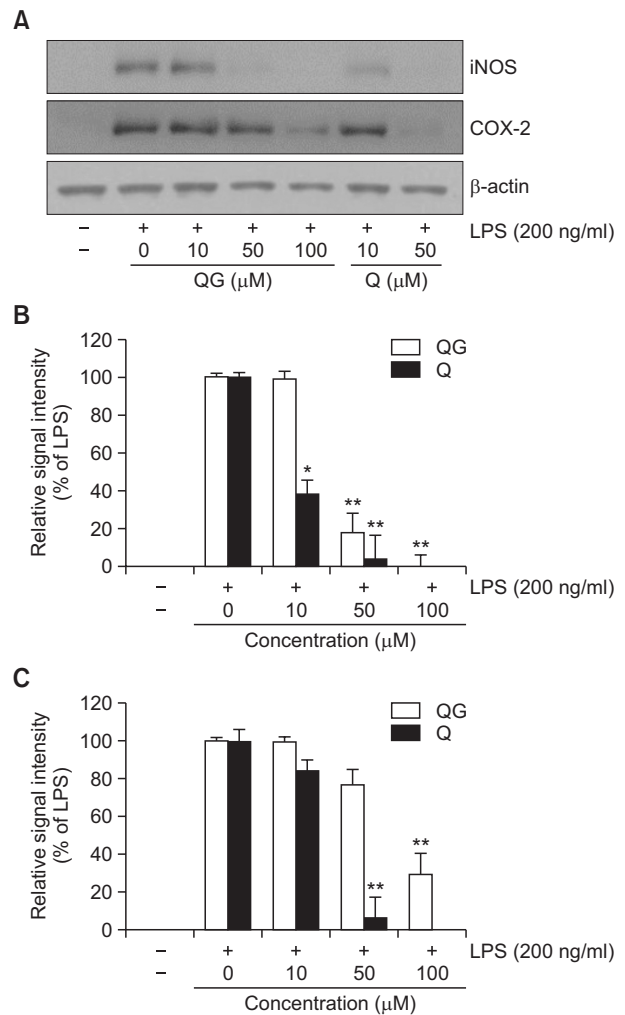 A
iNOS
COX-2
β-actin
– + + + + + + LPS (200 ng/ml)
– 0 10 50 100 10 50
QG (μM) Q (μM)
B
Relative signal intensity
(% of LPS)
120
100
80
60
40
20
0
QG
Q
*
**
**
**
– + + + + LPS (200 ng/ml)
– 0 10 50 100
Concentration (μM)
C
Relative signal intensity
(% of LPS)
120
100
80
60
40
20
0
QG
Q
**
**
– + + + + LPS (200 ng/ml)
– 0 10 50 100
Concentration (μM)